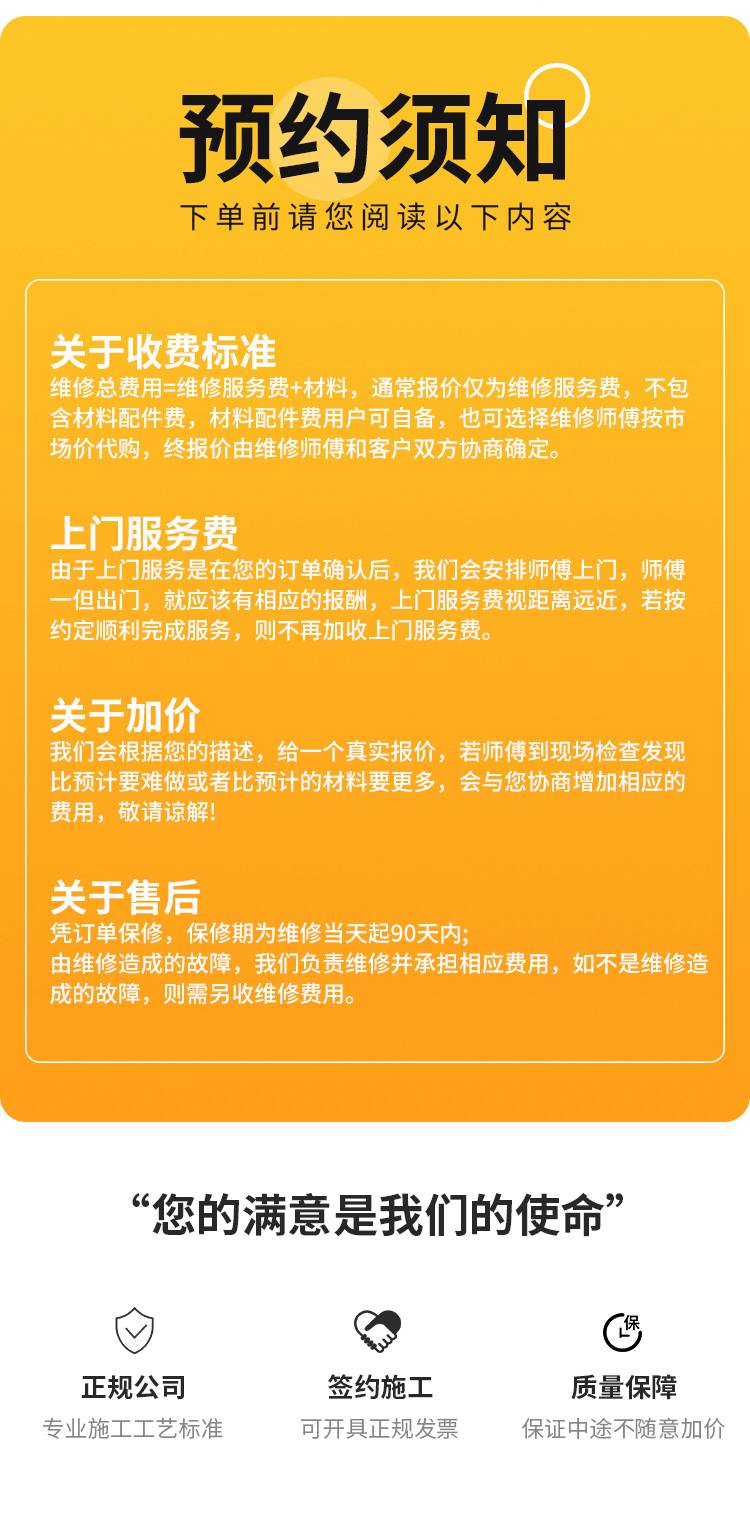 预约须知
下单前请您阅读以下内容
关于收费标准
维修总费用=维修服务费+材料，通常报价仅为维修服务费，不包
含材料配件费，材料配件费用户可自备，也可选择维修师傅按市
场价代购，终报价由维修师傅和客户双方协商确定。
上门服务费
由于上门服务是在您的订单确认后，我们会安排师傅上门，师傅
一但出门，就应该有相应的报酬，上门服务费视距离远近，若按
约定顺利完成服务，则不再加收上门服务费。
关于加价
我们会根据您的描述，给一个真实报价，若师傅到现场检查发现
比预计要难做或者比预计的材料要更多，会与您协商增加相应的
费用，敬请谅解!
关于售后
凭订单保修，保修期为维修当天起90天内;
由维修造成的故障，我们负责维修并承担相应费用，如不是维修造
成的故障，则需另收维修费用。
“您的满意是我们的使命”
保
正规公司 签约施工 质量保障
专业施工工艺标准 可开具正规发票 保证中途不随意加价